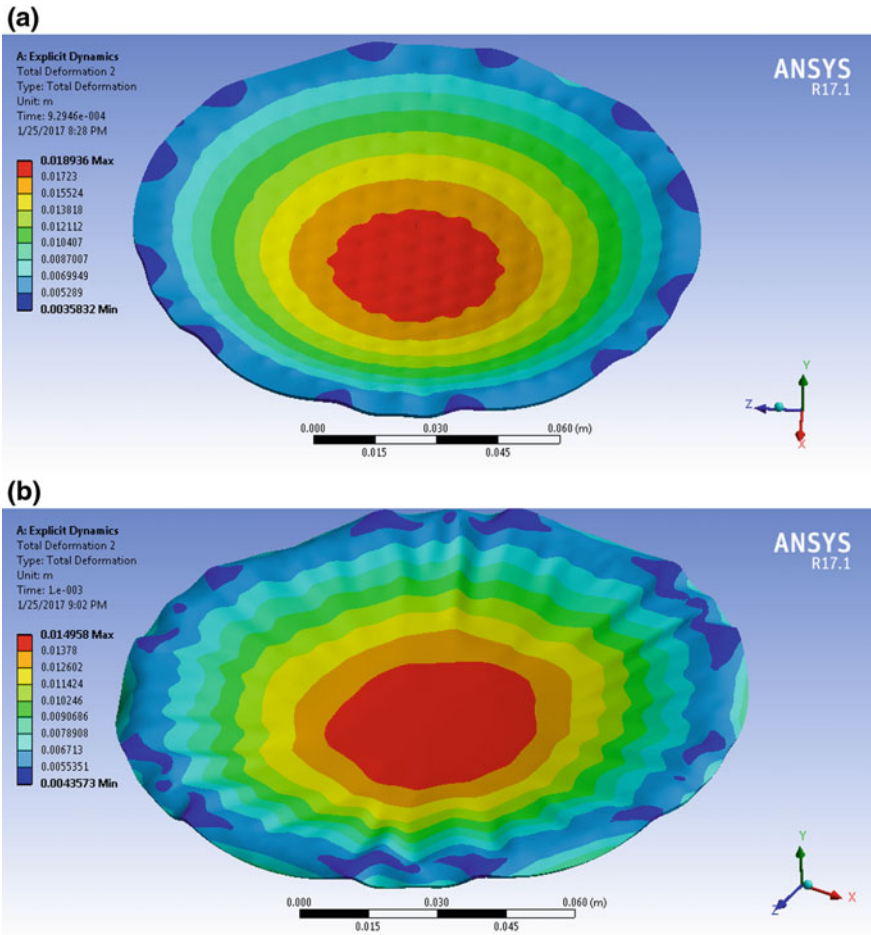 (a)
A: Explicit Dynamics
Total Deformation 2
Type: Total Deformation
Unit: m
Time: 9.2946e-004
1/25/2017 8:28 PM
0.018936 Max
0.01723
0.015524
0.013818
0.012112
0.010407
0.0087007
0.0069949
0.005289
0.0035832 Min
ANSYS
R17.1
Y
Z
X
0.000 0.030 0.060 (m)
0.015 0.045
(b)
A: Explicit Dynamics
Total Deformation 2
Type: Total Deformation
Unit: m
Time: 1.e-003
1/25/2017 9:02 PM
0.014958 Max
0.01378
0.012602
0.011424
0.010246
0.0090686
0.0078908
0.006713
0.0055351
0.0043573 Min
ANSYS
R17.1
Y
X
Z
0.000 0.030 0.060 (m)
0.015 0.045